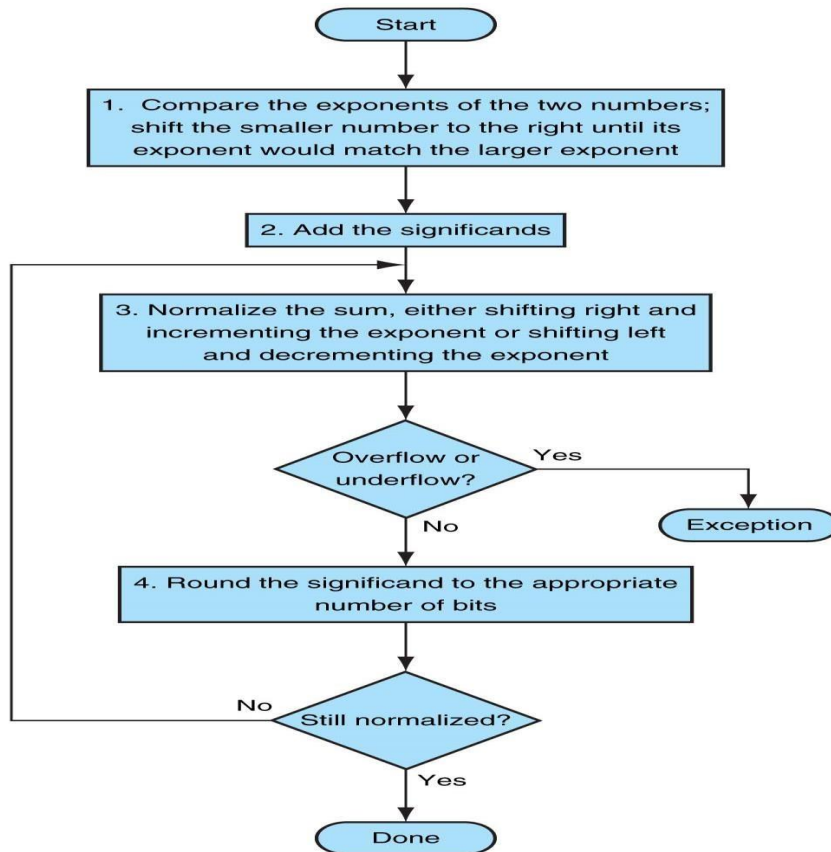 Start
1. Compare the exponents of the two numbers;
shift the smaller number to the right until its
exponent would match the larger exponent
2. Add the significands
3. Normalize the sum, either shifting right and
incrementing the exponent or shifting left
and decrementing the exponent
Overflow or
underflow?
Yes
No
Exception
4. Round the significand to the appropriate
number of bits
No
Still normalized?
Yes
Done